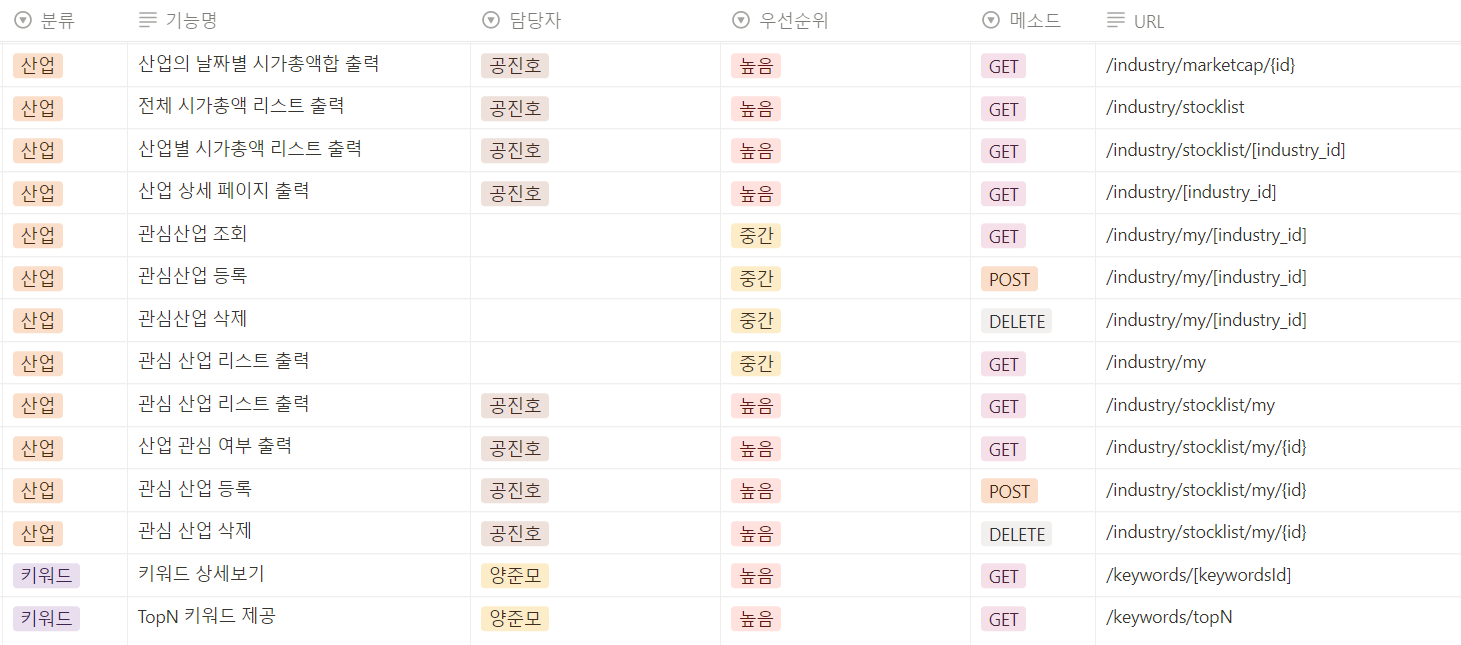 분류 기능명 담당자 우선순위 메소드 URL
산업 산업의 날짜별 시가총액합 출력 공진호 높음 GET /industry/marketcap/{id}
산업 전체 시가총액 리스트 출력 공진호 높음 GET /industry/stocklist
산업 산업별 시가총액 리스트 출력 공진호 높음 GET /industry/stocklist/[industry_id]
산업 산업 상세 페이지 출력 공진호 높음 GET /industry/[industry_id]
산업 관심산업 조회 중간 GET /industry/my/[industry_id]
산업 관심산업 등록 중간 POST /industry/my/[industry_id]
산업 관심산업 삭제 중간 DELETE /industry/my/[industry_id]
산업 관심 산업 리스트 출력 중간 GET /industry/my
산업 관심 산업 리스트 출력 공진호 높음 GET /industry/stocklist/my
산업 산업 관심 여부 출력 공진호 높음 GET /industry/stocklist/my/{id}
산업 관심 산업 등록 공진호 높음 POST /industry/stocklist/my/{id}
산업 관심 산업 삭제 공진호 높음 DELETE /industry/stocklist/my/{id}
키워드 키워드 상세보기 양준모 높음 GET /keywords/[keywordsId]
키워드 TopN 키워드 제공 양준모 높음 GET /keywords/topN